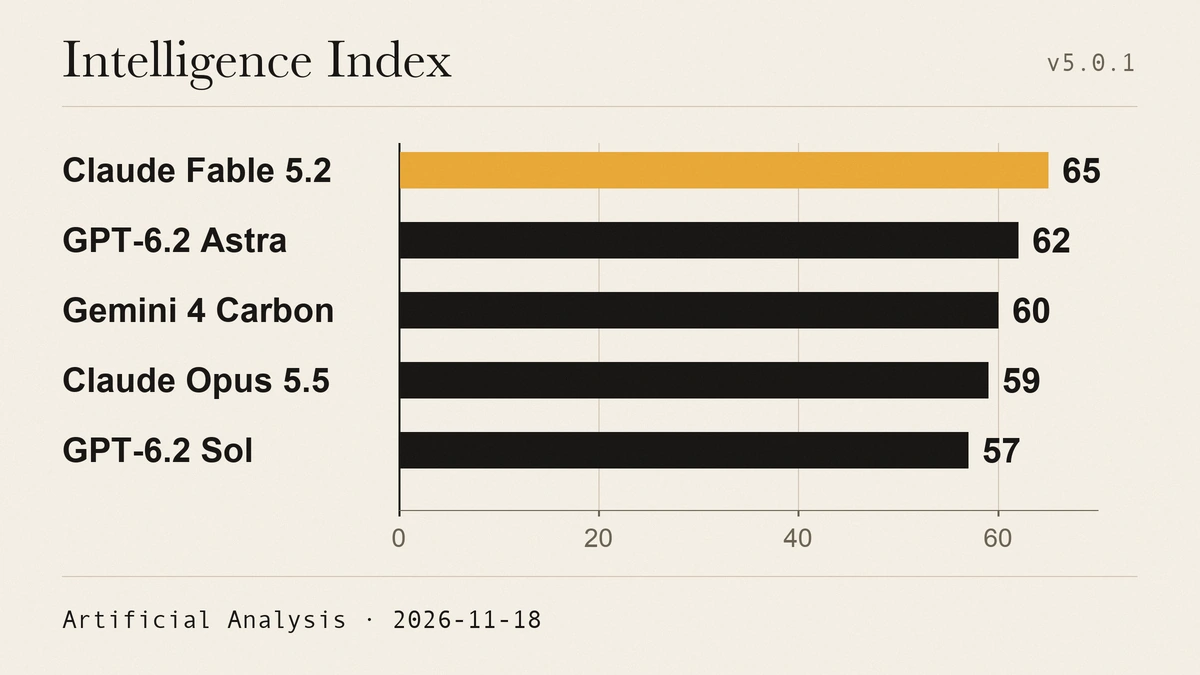 Intelligence Index
v5.0.1
Claude Fable 5.2
65
GPT-6.2 Astra
62
Gemini 4 Carbon
60
Claude Opus 5.5
59
GPT-6.2 Sol
57
0 20 40 60
Artificial Analysis · 2026-11-18